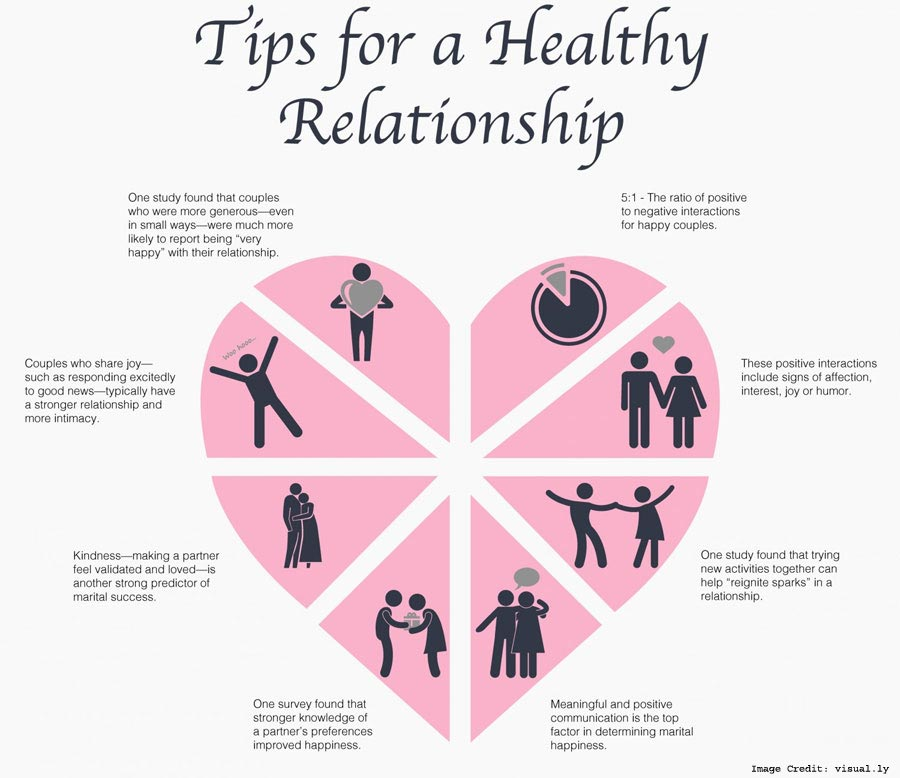 Tips for a Healthy
Relationship
One study found that couples
who were more generous—even
in small ways—were much more
likely to report being “very
happy” with their relationship.
5:1 - The ratio of positive
to negative interactions
for happy couples.
Woo hooo...
Couples who share joy—
such as responding excitedly
to good news—typically have
a stronger relationship and
more intimacy.
These positive interactions
include signs of affection,
interest, joy or humor.
Kindness—making a partner
feel validated and loved—is
another strong predictor of
marital success.
One study found that trying
new activities together can
help “reignite sparks” in a
relationship.
One survey found that
stronger knowledge of
a partner’s preferences
improved happiness.
Meaningful and positive
communication is the top
factor in determining marital
happiness.
Image Credit: visual.ly